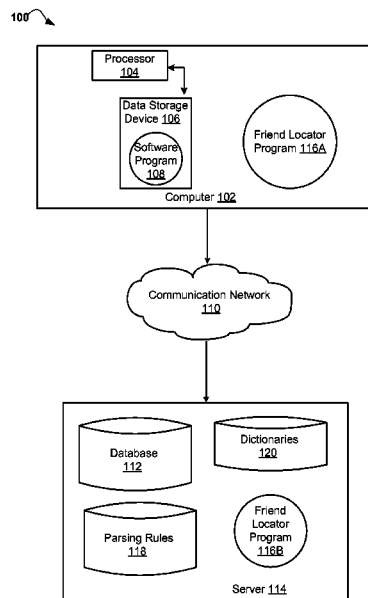 100
Processor
104
Data Storage
Device 106
Software
Program
108
Friend Locator
Program 116A
Computer 102
Communication Network
110
Database
112
Dictionaries
120
Parsing Rules
118
Friend
Locator
Program
116B
Server 114